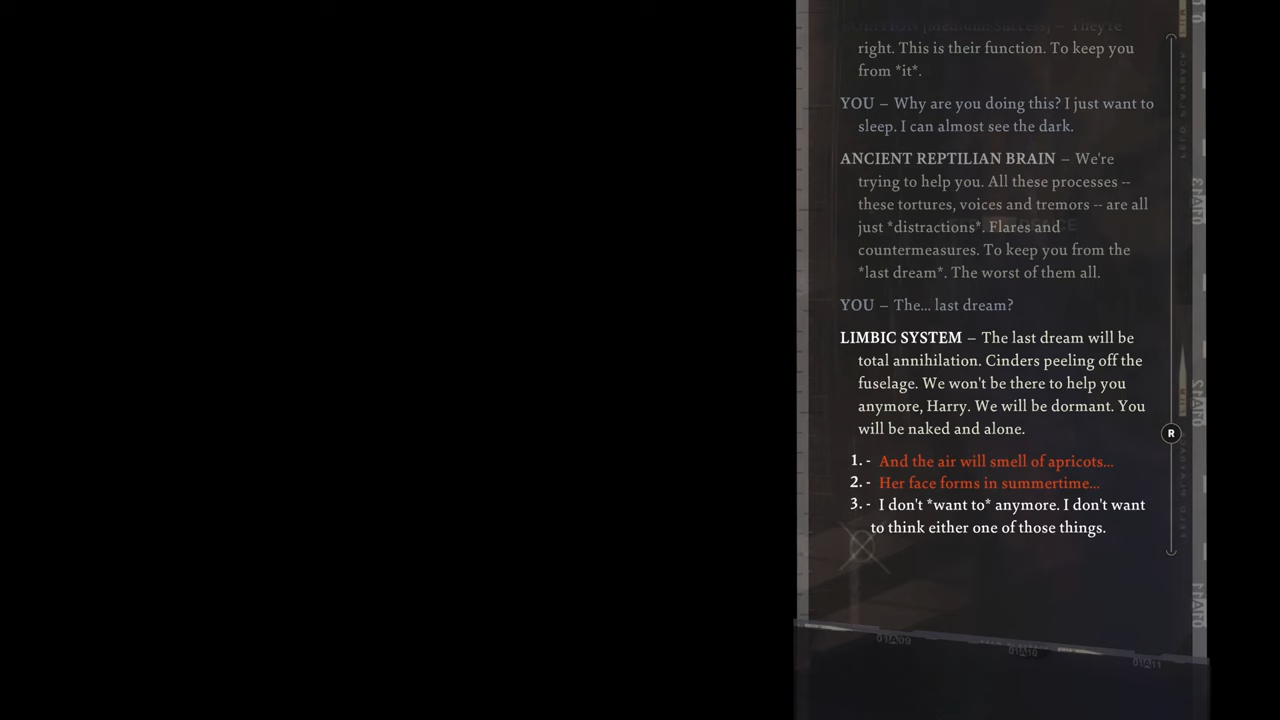 They're
right. This is their function. To keep you
from *it*.
YOU – Why are you doing this? I just want to
sleep. I can almost see the dark.
ANCIENT REPTILIAN BRAIN – We're
trying to help you. All these processes --
these tortures, voices and tremors -- are all
just *distractions*. Flares and
countermeasures. To keep you from the
*last dream*. The worst of them all.
YOU – The... last dream?
LIMBIC SYSTEM – The last dream will be
total annihilation. Cinders peeling off the
fuselage. We won't be there to help you
anymore, Harry. We will be dormant. You
will be naked and alone.
1. - And the air will smell of apricots...
2. - Her face forms in summertime...
3. - I don't *want to* anymore. I don't want
to think either one of those things.
R